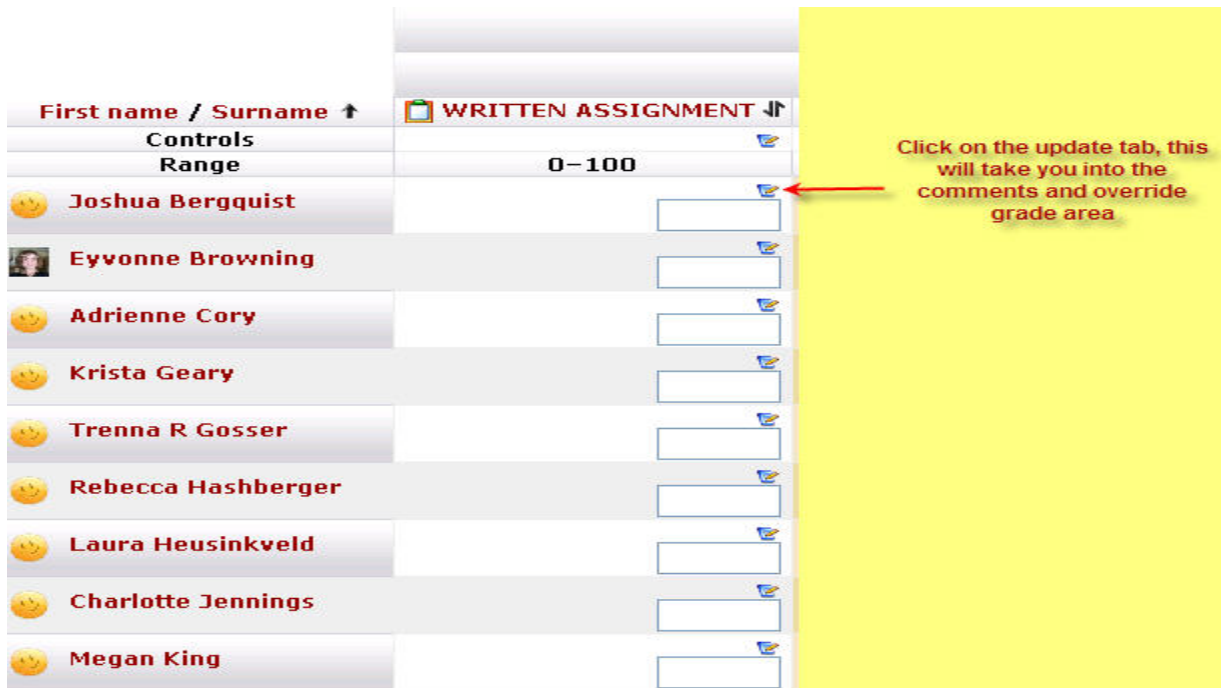 First name / Surname ↑
WRITTEN ASSIGNMENT ↓↑
Controls
Range
0-100
Joshua Bergquist
Eyvonne Browning
Adrienne Cory
Krista Geary
Trenna R Gosser
Rebecca Hashberger
Laura Heusinkveld
Charlotte Jennings
Megan King
Click on the update tab, this
will take you into the
comments and override
grade area